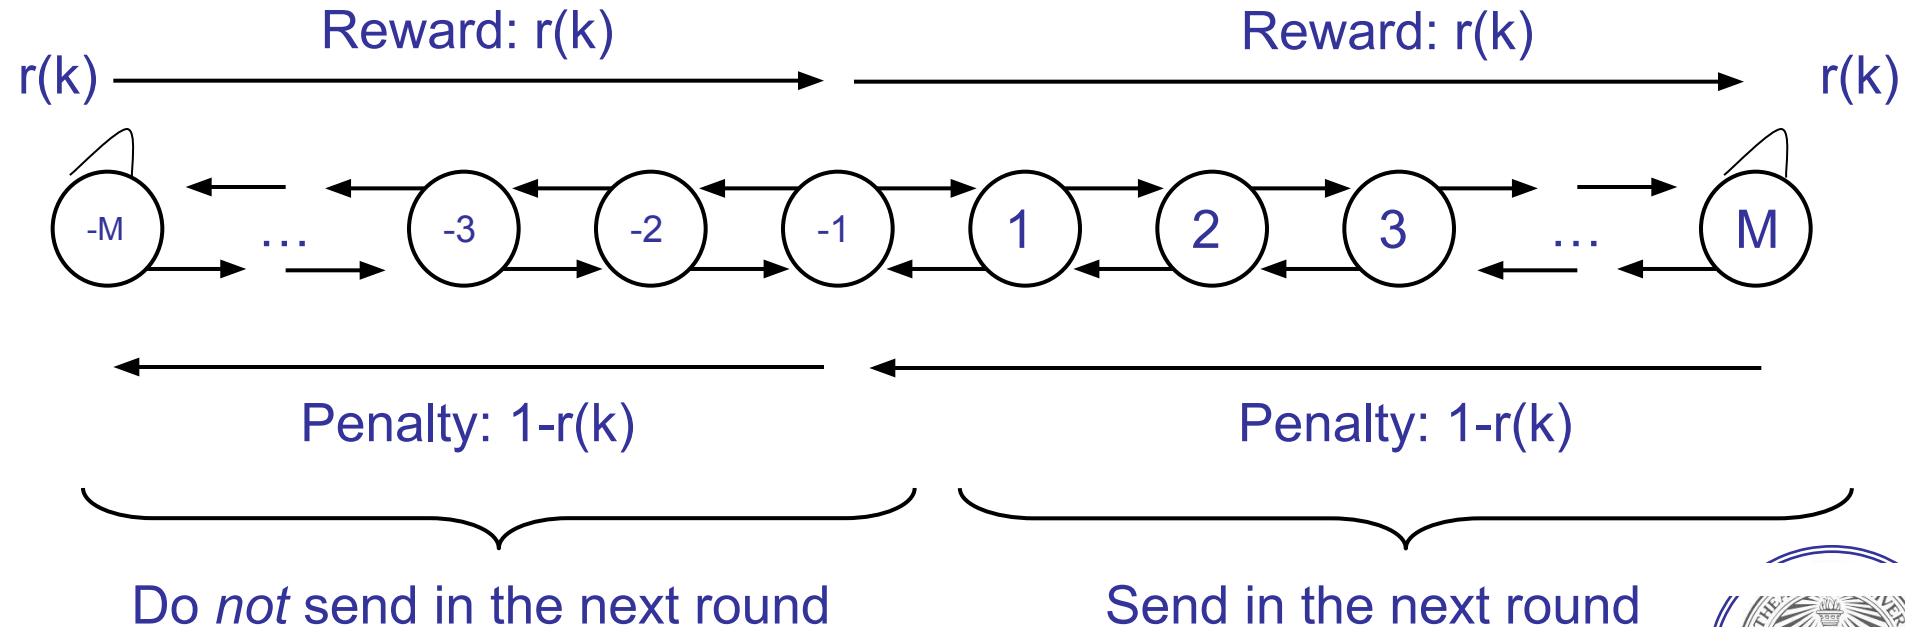 Reward: r(k)
Reward: r(k)
r(k)
r(k)
-M
…
-3
-2
-1
1
2
3
…
M
Penalty: 1-r(k)
Penalty: 1-r(k)
Do not send in the next round
Send in the next round